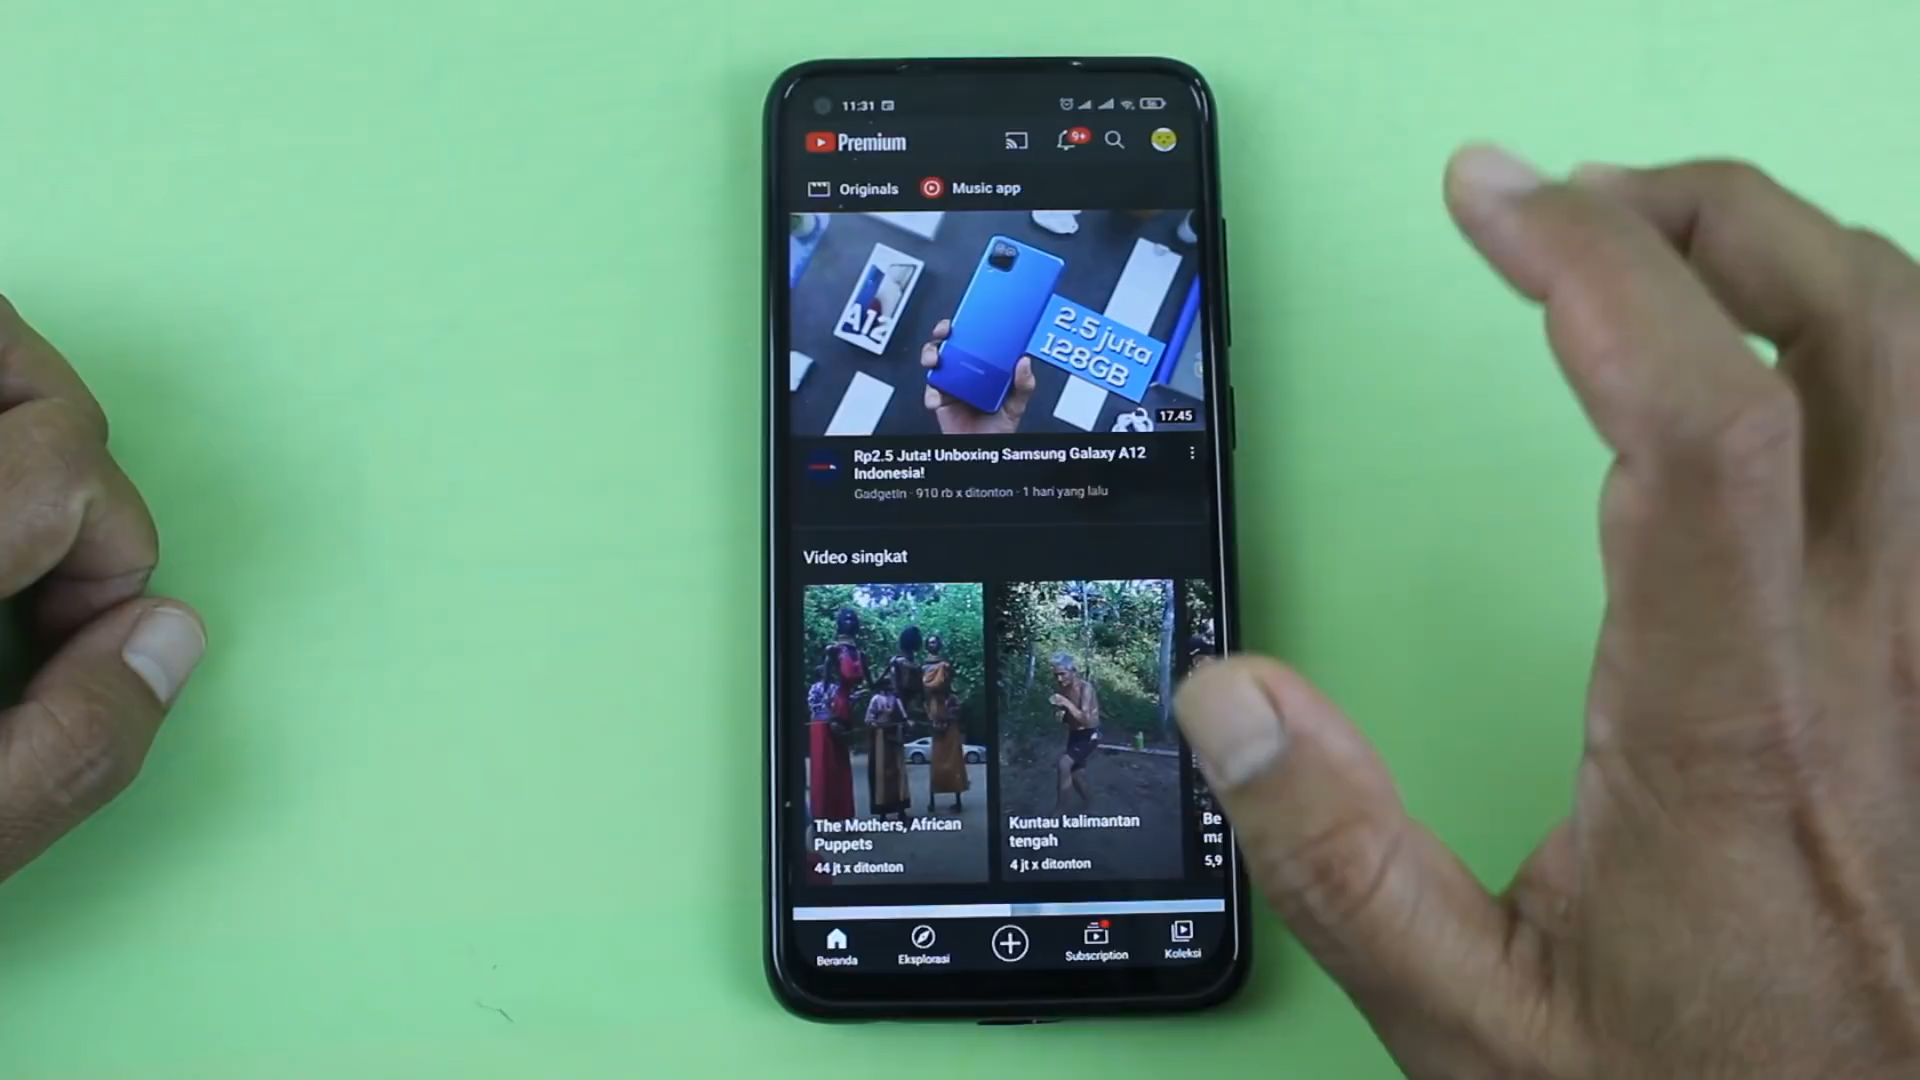 11:31
Premium
9+
Originals
Music app
A12
2.5 juta
128GB
17.45
Rp2.5 Juta! Unboxing Samsung Galaxy A12
Indonesia!
GadgetIn · 910 rb x ditonton · 1 hari yang lalu
Video singkat
The Mothers, African
Puppets
44 jt x ditonton
Kuntau kalimantan
tengah
4 jt x ditonton
Be
ma
5,9
Beranda
Eksplorasi
Subscription
Koleksi